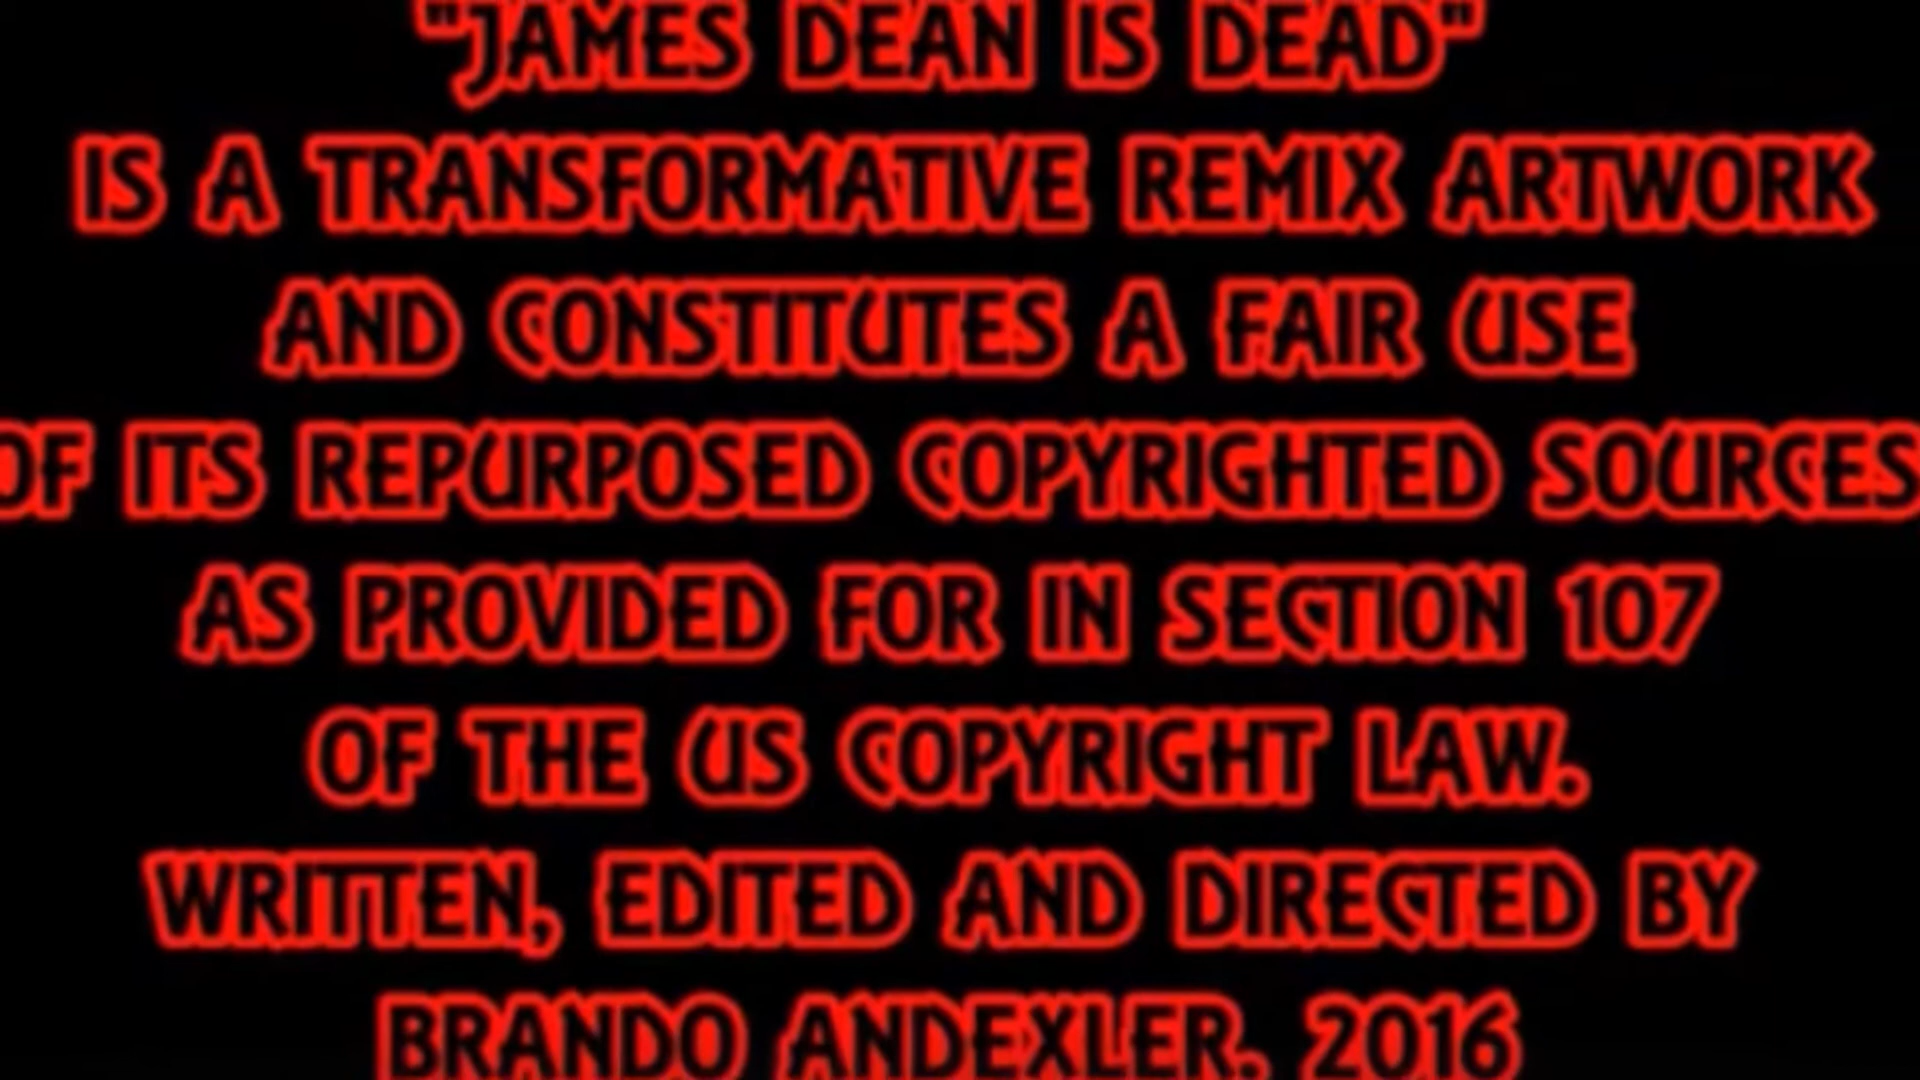 "JAMES DEAN IS DEAD"
IS A TRANSFORMATIVE REMIX ARTWORK
AND CONSTITUTES A FAIR USE
OF ITS REPURPOSED COPYRIGHTED SOURCES
AS PROVIDED FOR IN SECTION 107
OF THE US COPYRIGHT LAW.
WRITTEN, EDITED AND DIRECTED BY
BRANDO ANDEXLER. 2016